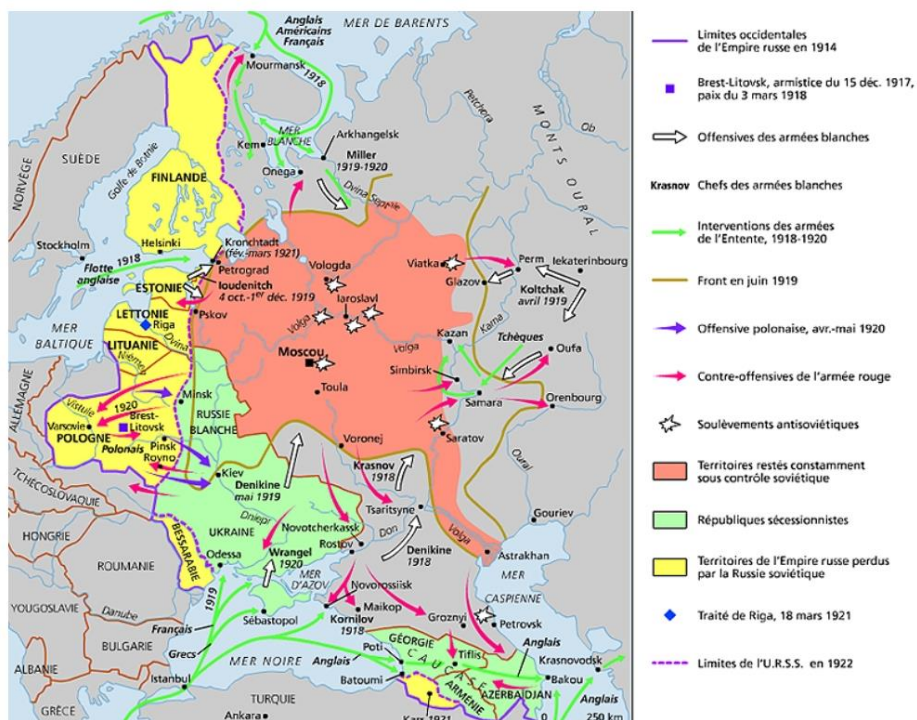 Anglais
Américains
Français
MER DE BARENTS
1918
Mourmansk
Petchora
Ob
MONTS OURAL
NORVÈGE
SUÈDE
Golfe de Botnie
FINLANDE
Kem
MER
BLANCHE
Arkhangelsk
Onega
Miller
1919-1920
Dvina Sept
Stockholm
Helsinki
1918
Flotte
anglaise
Kronchtadt
(fév.-mars 1921)
Petrograd
Ioudenitch
4 oct.-1er déc. 1919
Vologda
Viatka
Perm
Iekaterinbourg
Glazov
Koltchak
avril 1919
ESTONIE
LETTONIE
Riga
Pskov
Iaroslavl
Volga
Volga
Kazan
Kama
Tchèques
Oufa
MER
BALTIQUE
LITUANIE
Dvina
Niémen
Moscou
Simbirsk
Samara
Orenbourg
Toula
ALLEMAGNE
Vistule
1920
Minsk
RUSSIE
BLANCHE
Varsovie
Brest-
Litovsk
POLOGNE
Polonais
Pinsk
Rovno
Voronej
Saratov
Krasnov
1918
Oural
Kiev
Denikine
mai 1919
TCHÉCOSLOVAQUIE
Tsaritsyne
Don
Gouriev
Dniepr
UKRAINE
Novotcherkassk
Rostov
Volga
Astrakhan
HONGRIE
BESSARABIE
Odessa
Wrangel
1920
Denikine
1918
MER
D'AZOV
MER
CASPIENNE
ROUMANIE
Novorossiisk
Maikop
Kornilov
1918
Groznyi
Petrovsk
YOUGOSLAVIE
Danube
1919
Français
Sébastopol
BULGARIE
Grecs
GÉORGIE
Poti
Tiflis
CAUCASE
Anglais
Krasnovodsk
ALBANIE
MER NOIRE
Anglais
Batoumi
ARMÉNIE
AZERBAÏDJAN
Bakou
Istanbul
Anglais
GRÈCE
TURQUIE
Ankara
Kars 1921
0
250 km
Limites occidentales
de l'Empire russe en 1914
Brest-Litovsk, armistice du 15 déc. 1917,
paix du 3 mars 1918
Offensives des armées blanches
Krasnov Chefs des armées blanches
Interventions des armées
de l'Entente, 1918-1920
Front en juin 1919
Offensive polonaise, avr.-mai 1920
Contre-offensives de l'armée rouge
Soulèvements antisoviétiques
Territoires restés constamment
sous contrôle soviétique
Républiques sécessionnistes
Territoires de l'Empire russe perdus
par la Russie soviétique
Traité de Riga, 18 mars 1921
Limites de l'U.R.S.S. en 1922